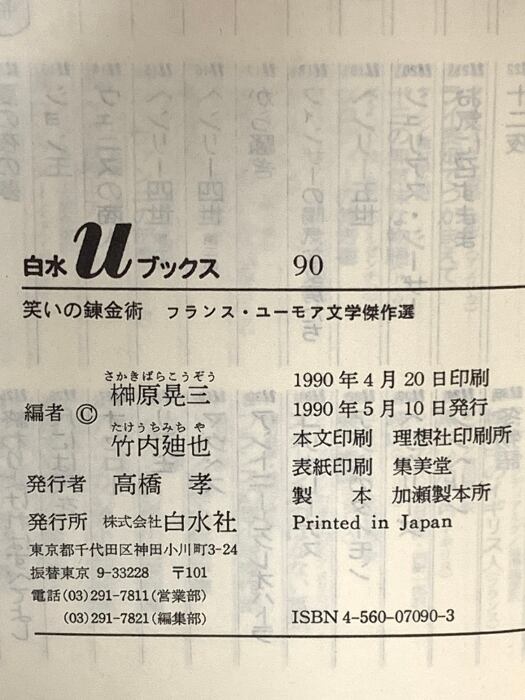 白水uブックス 90
笑いの錬金術 フランス・ユーモア文学傑作選
さかきばらこうぞう
編者 © 榊原晃三
たけうちみちや
竹内廸也
発行者 高橋 孝
発行所 株式会社白水社
東京都千代田区神田小川町3-24
振替東京 9-33228 〒101
電話(03)291-7811(営業部)
(03)291-7821(編集部)
1990年4月20日印刷
1990年5月10日発行
本文印刷 理想社印刷所
表紙印刷 集美堂
製本 加瀬製本所
Printed in Japan
ISBN4-560-07090-3